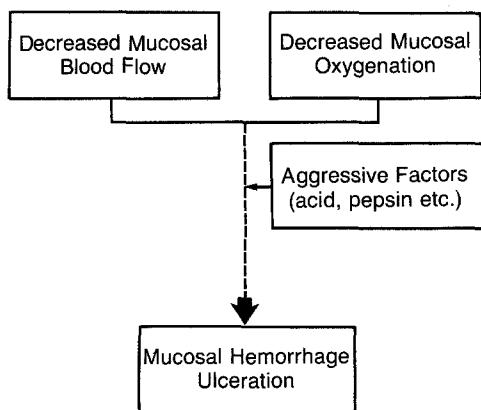 Decreased Mucosal
Blood Flow
Decreased Mucosal
Oxygenation
Aggressive Factors
(acid, pepsin etc.)
Mucosal Hemorrhage
Ulceration